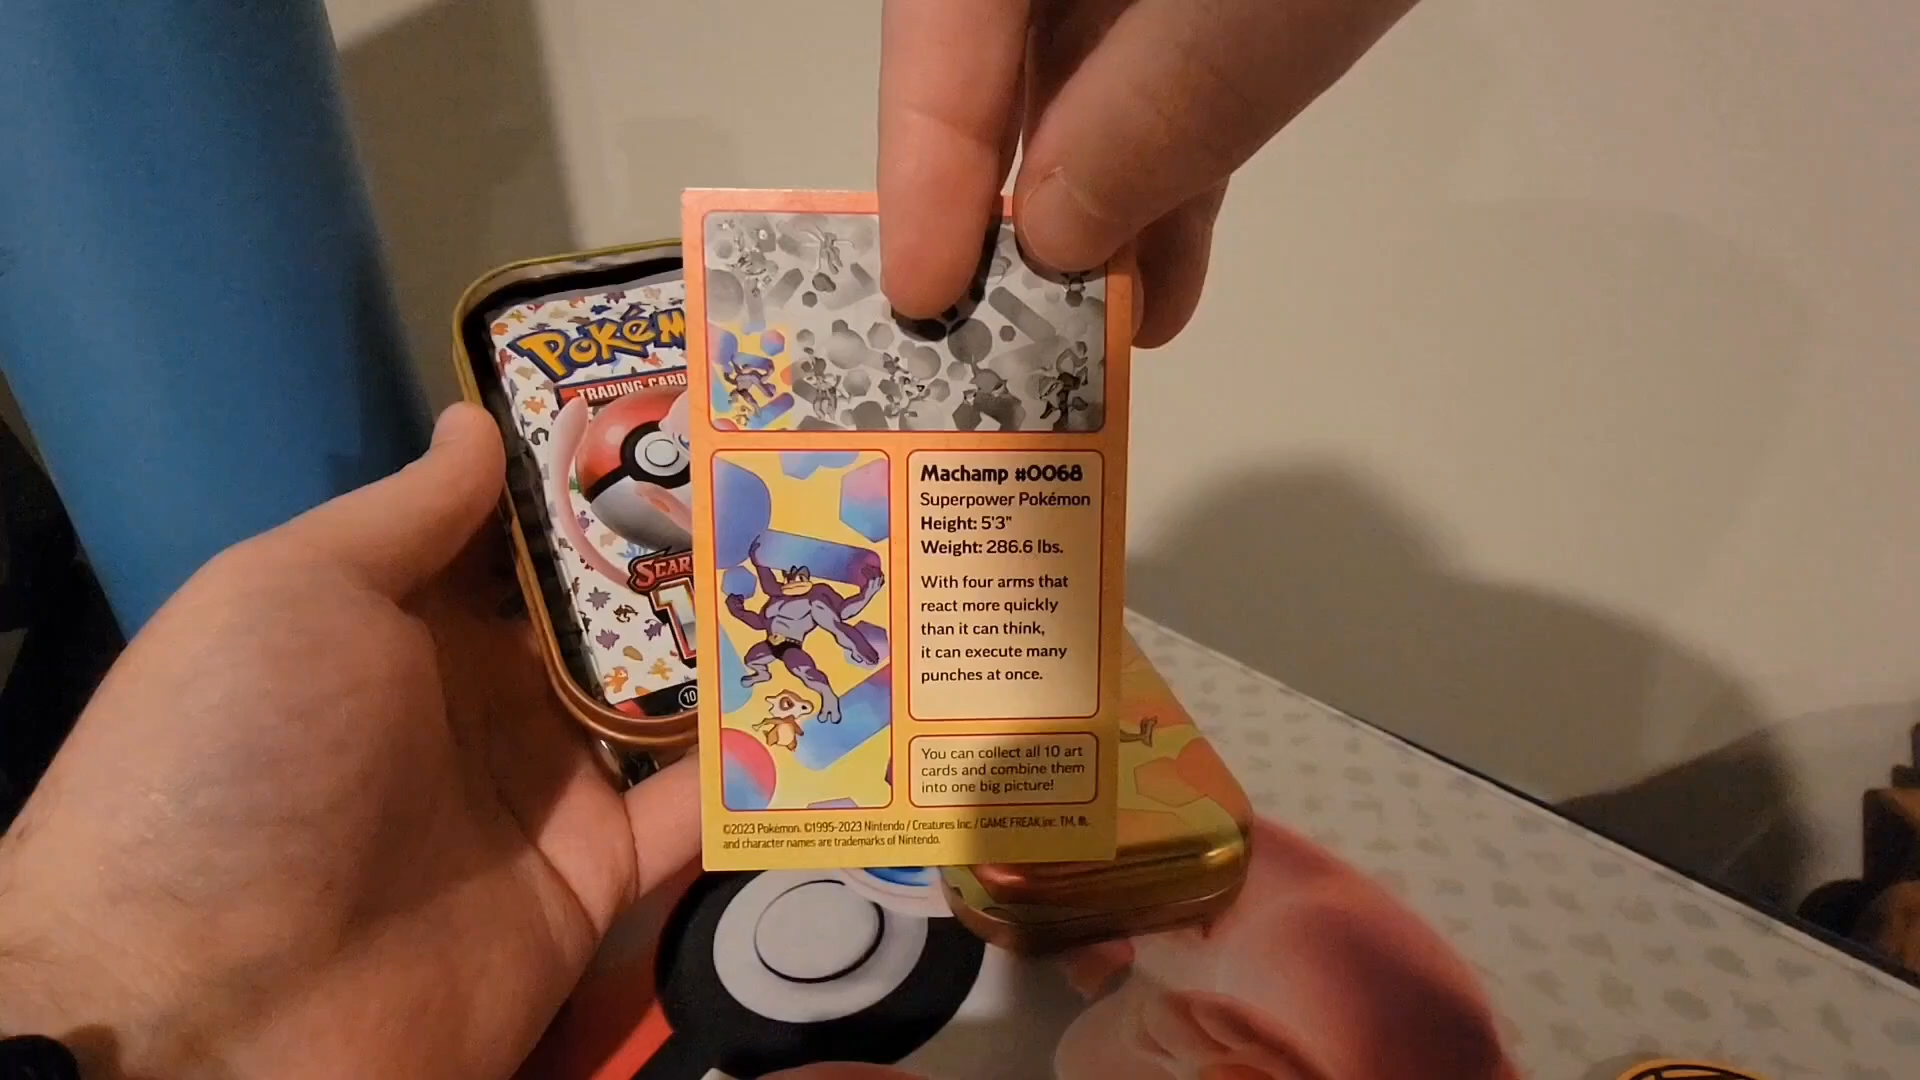 POKÉM
TRADING CARD
SCAR
10
Machamp #0068
Superpower Pokémon
Height: 5'3"
Weight: 286.6 lbs.
With four arms that
react more quickly
than it can think,
it can execute many
punches at once.
You can collect all 10 art
cards and combine them
into one big picture!
©2023 Pokémon. ©1995-2023 Nintendo / Creatures Inc. / GAME FREAK inc. TM, ®,
and character names are trademarks of Nintendo.